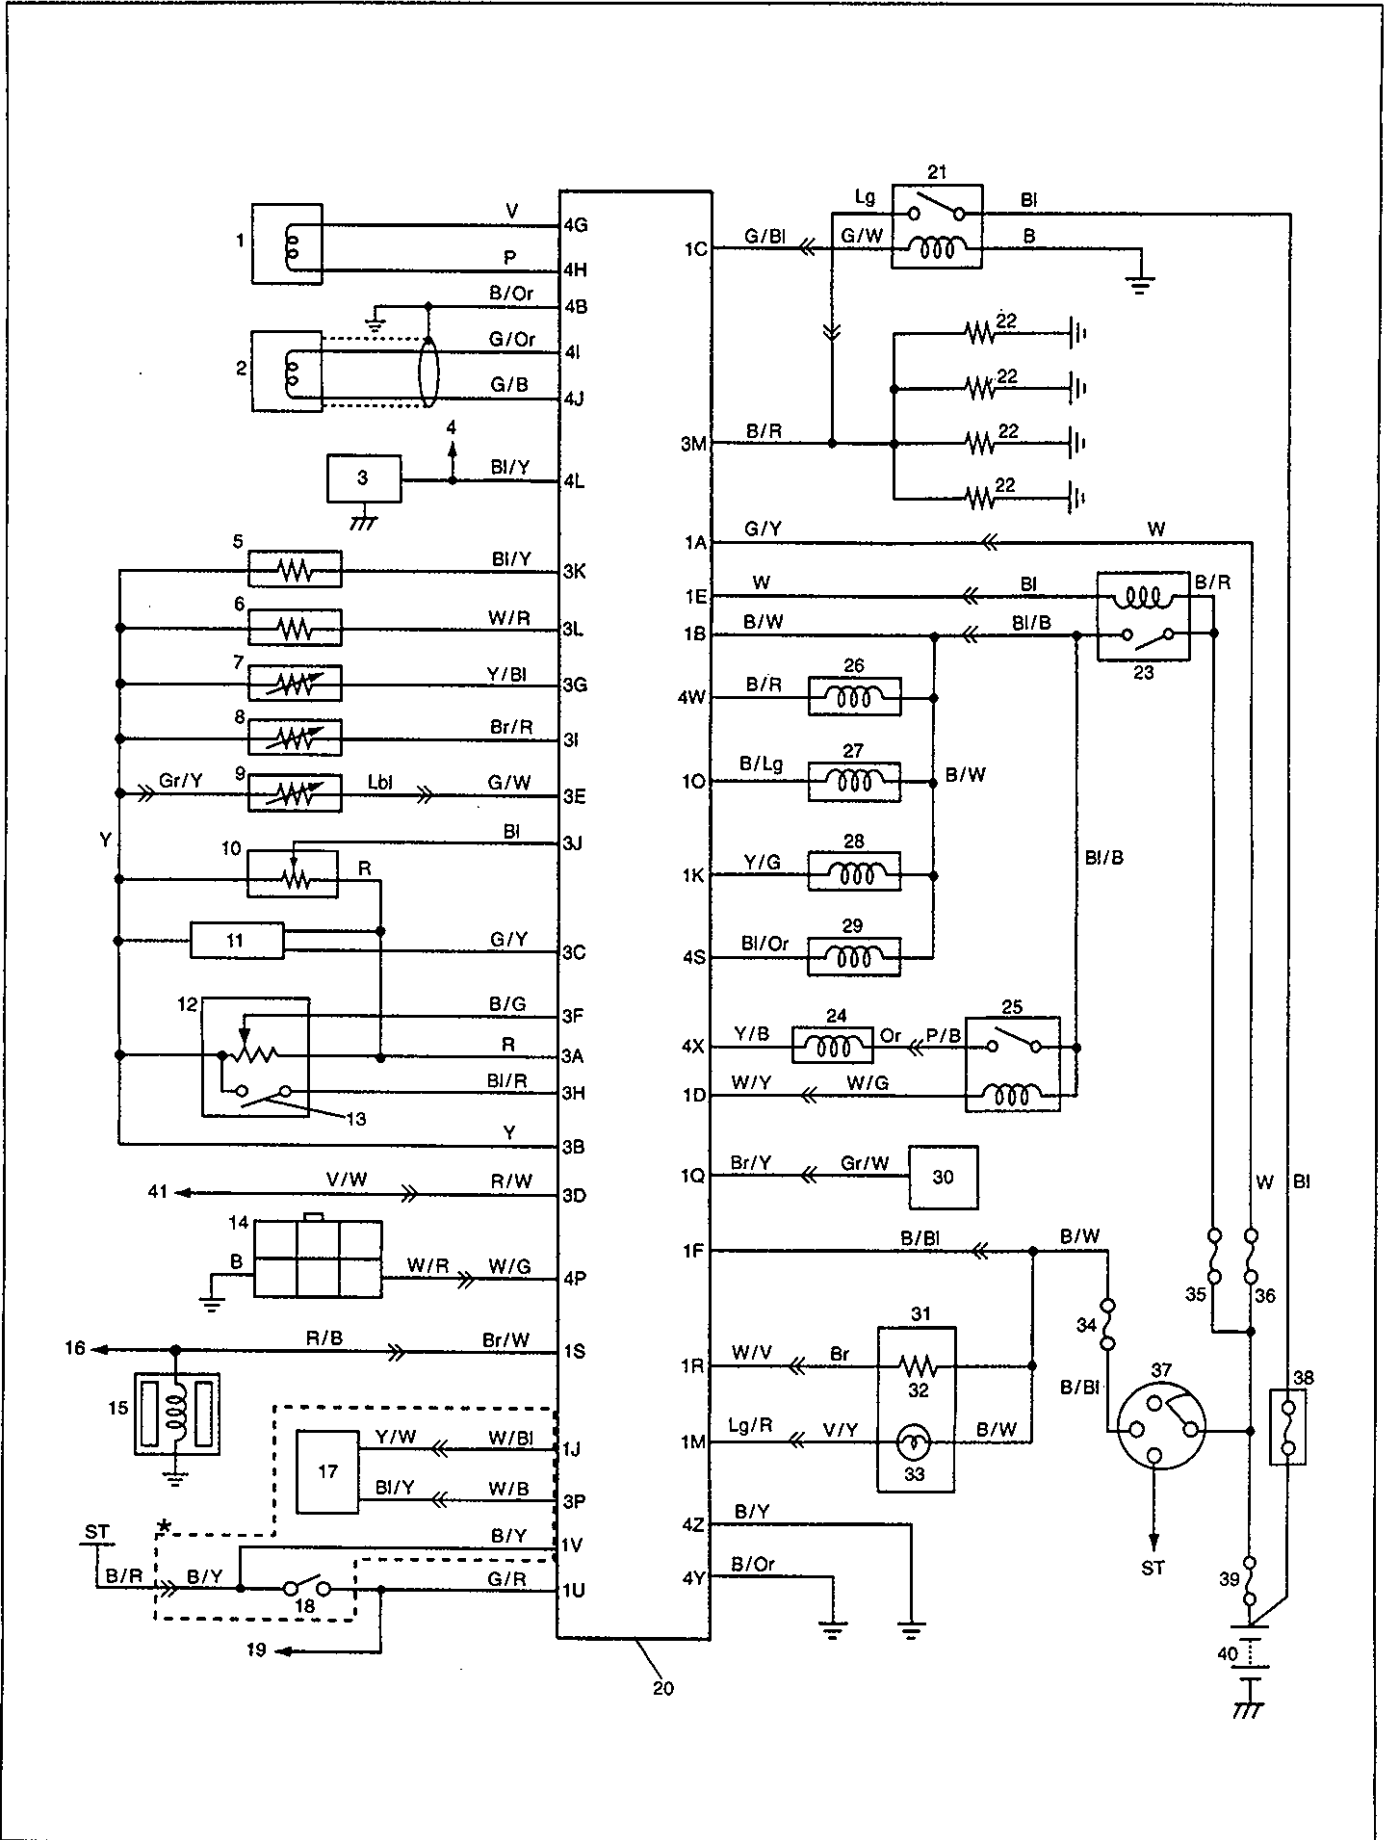 21
Lg
Bl
1
V
4G
1C
G/Bl
G/W
B
P
4H
B/Or
4B
2
G/Or
4I
G/B
4J
22
22
22
22
4
3M
B/R
3
Bl/Y
4L
1A
G/Y
W
5
Bl/Y
3K
1E
W
Bl
B/R
6
W/R
3L
1B
B/W
Bl/B
23
7
Y/Bl
3G
4W
B/R
26
8
Br/R
3I
Gr/Y
9
Lbl
G/W
3E
1O
B/Lg
27
B/W
Y
Bl
3J
10
R
1K
Y/G
28
Bl/B
11
G/Y
3C
4S
Bl/Or
29
12
B/G
3F
25
R
3A
4X
Y/B
24
Or
P/B
Bl/R
3H
1D
W/Y
W/G
13
Y
3B
1Q
Br/Y
Gr/W
30
W
Bl
41
V/W
R/W
3D
14
B
W/R
W/G
4P
1F
B/Bl
B/W
35
36
34
16
R/B
Br/W
1S
31
1R
W/V
Br
32
B/Bl
37
38
15
1M
Lg/R
V/Y
B/W
33
17
Y/W
W/Bl
1J
Bl/Y
W/B
3P
ST
*
B/Y
1V
4Z
B/Y
B/R
B/Y
18
G/R
1U
4Y
B/Or
ST
39
19
20
40